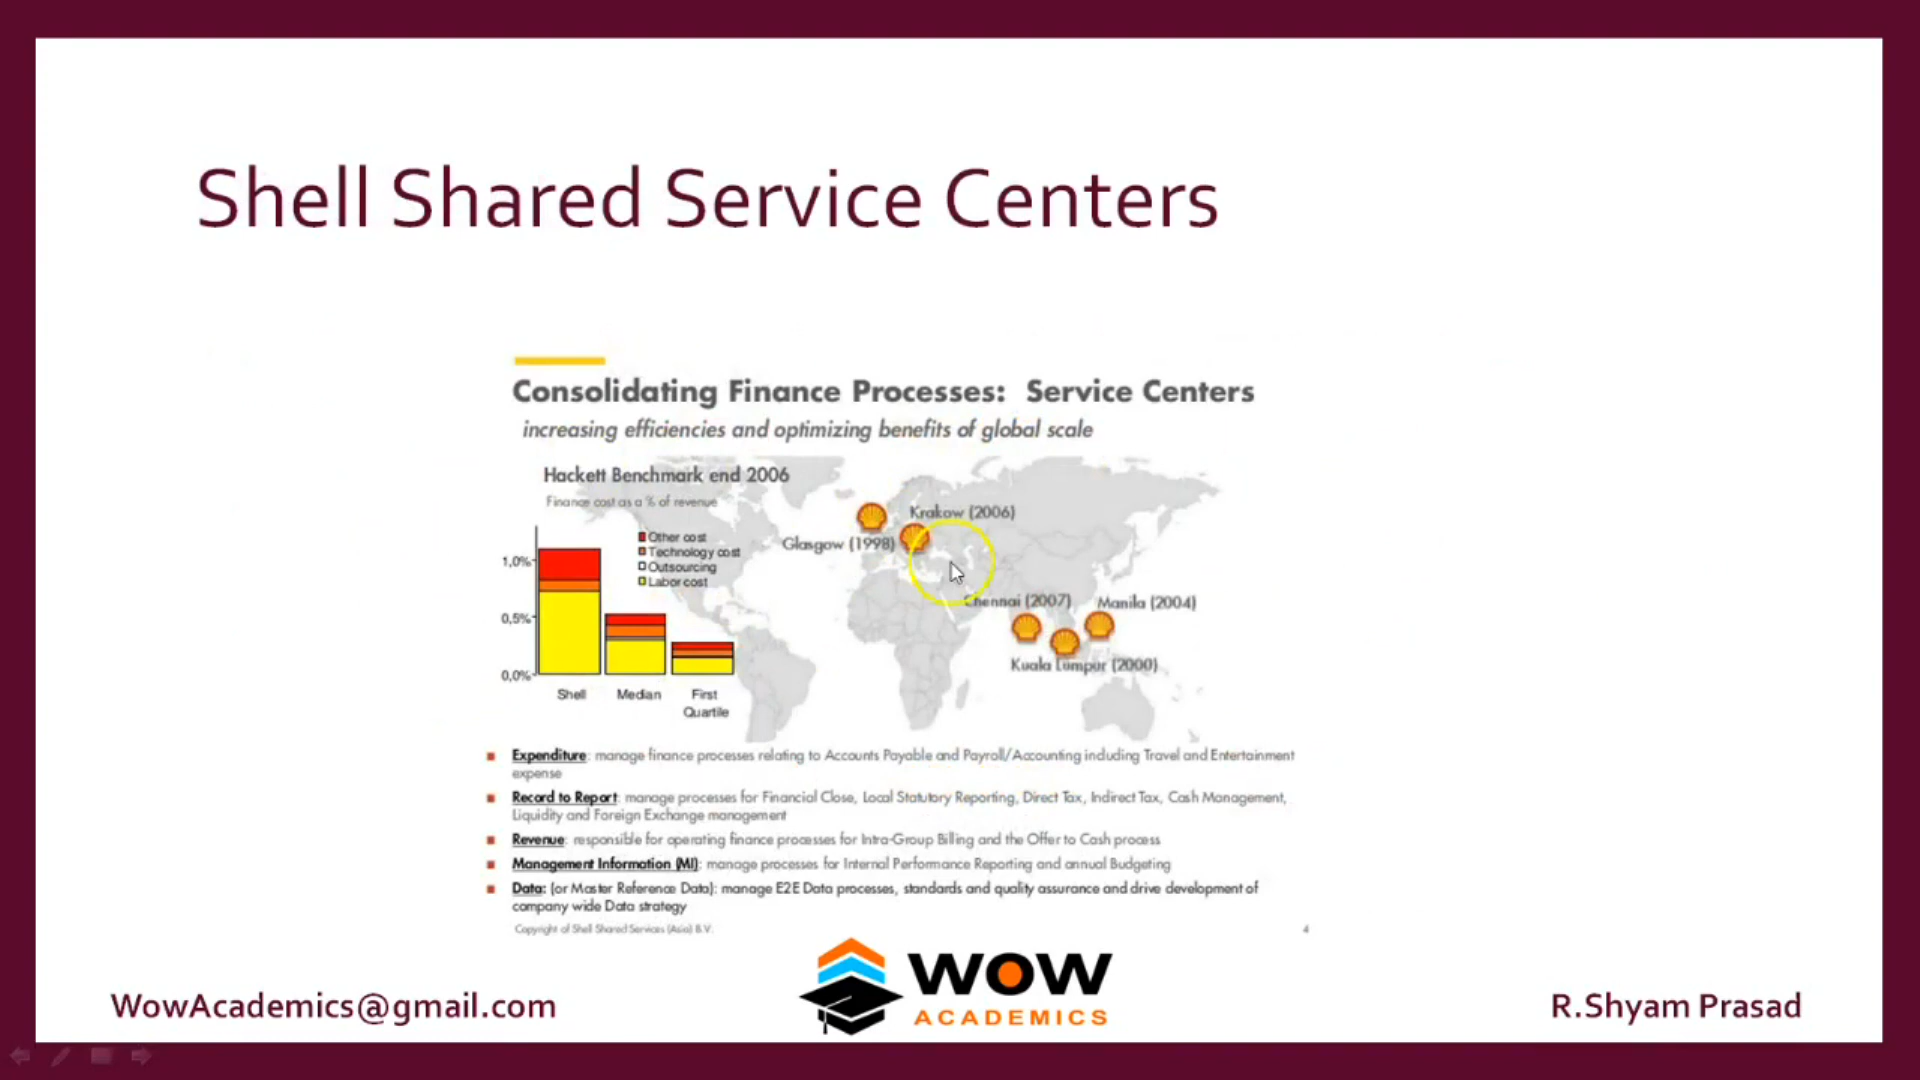 Shell Shared Service Centers
Consolidating Finance Processes: Service Centers
increasing efficiencies and optimizing benefits of global scale
Hackett Benchmark end 2006
Finance cost as a % of revenue
Other cost
Technology cost
Outsourcing
Labor cost
1,0%
0,5%
0,0%
Shell
Median
First
Quartile
Krakow (2006)
Glasgow (1998)
Chennai (2007)
Manila (2004)
Kuala Lumpur (2000)
Expenditure: manage finance processes relating to Accounts Payable and Payroll/Accounting including Travel and Entertainment
expense
Record to Report: manage processes for Financial Close, Local Statutory Reporting, Direct Tax, Indirect Tax, Cash Management,
Liquidity and Foreign Exchange management
Revenue: responsible for operating finance processes for Intra-Group Billing and the Offer to Cash process
Management Information (MI): manage processes for Internal Performance Reporting and annual Budgeting
Data: (or Master Reference Data): manage E2E Data processes, standards and quality assurance and drive development of
company wide Data strategy
Copyright of Shell Shared Services (Asia) B.V.
4
WowAcademics@gmail.com
WOW
ACADEMICS
R.Shyam Prasad